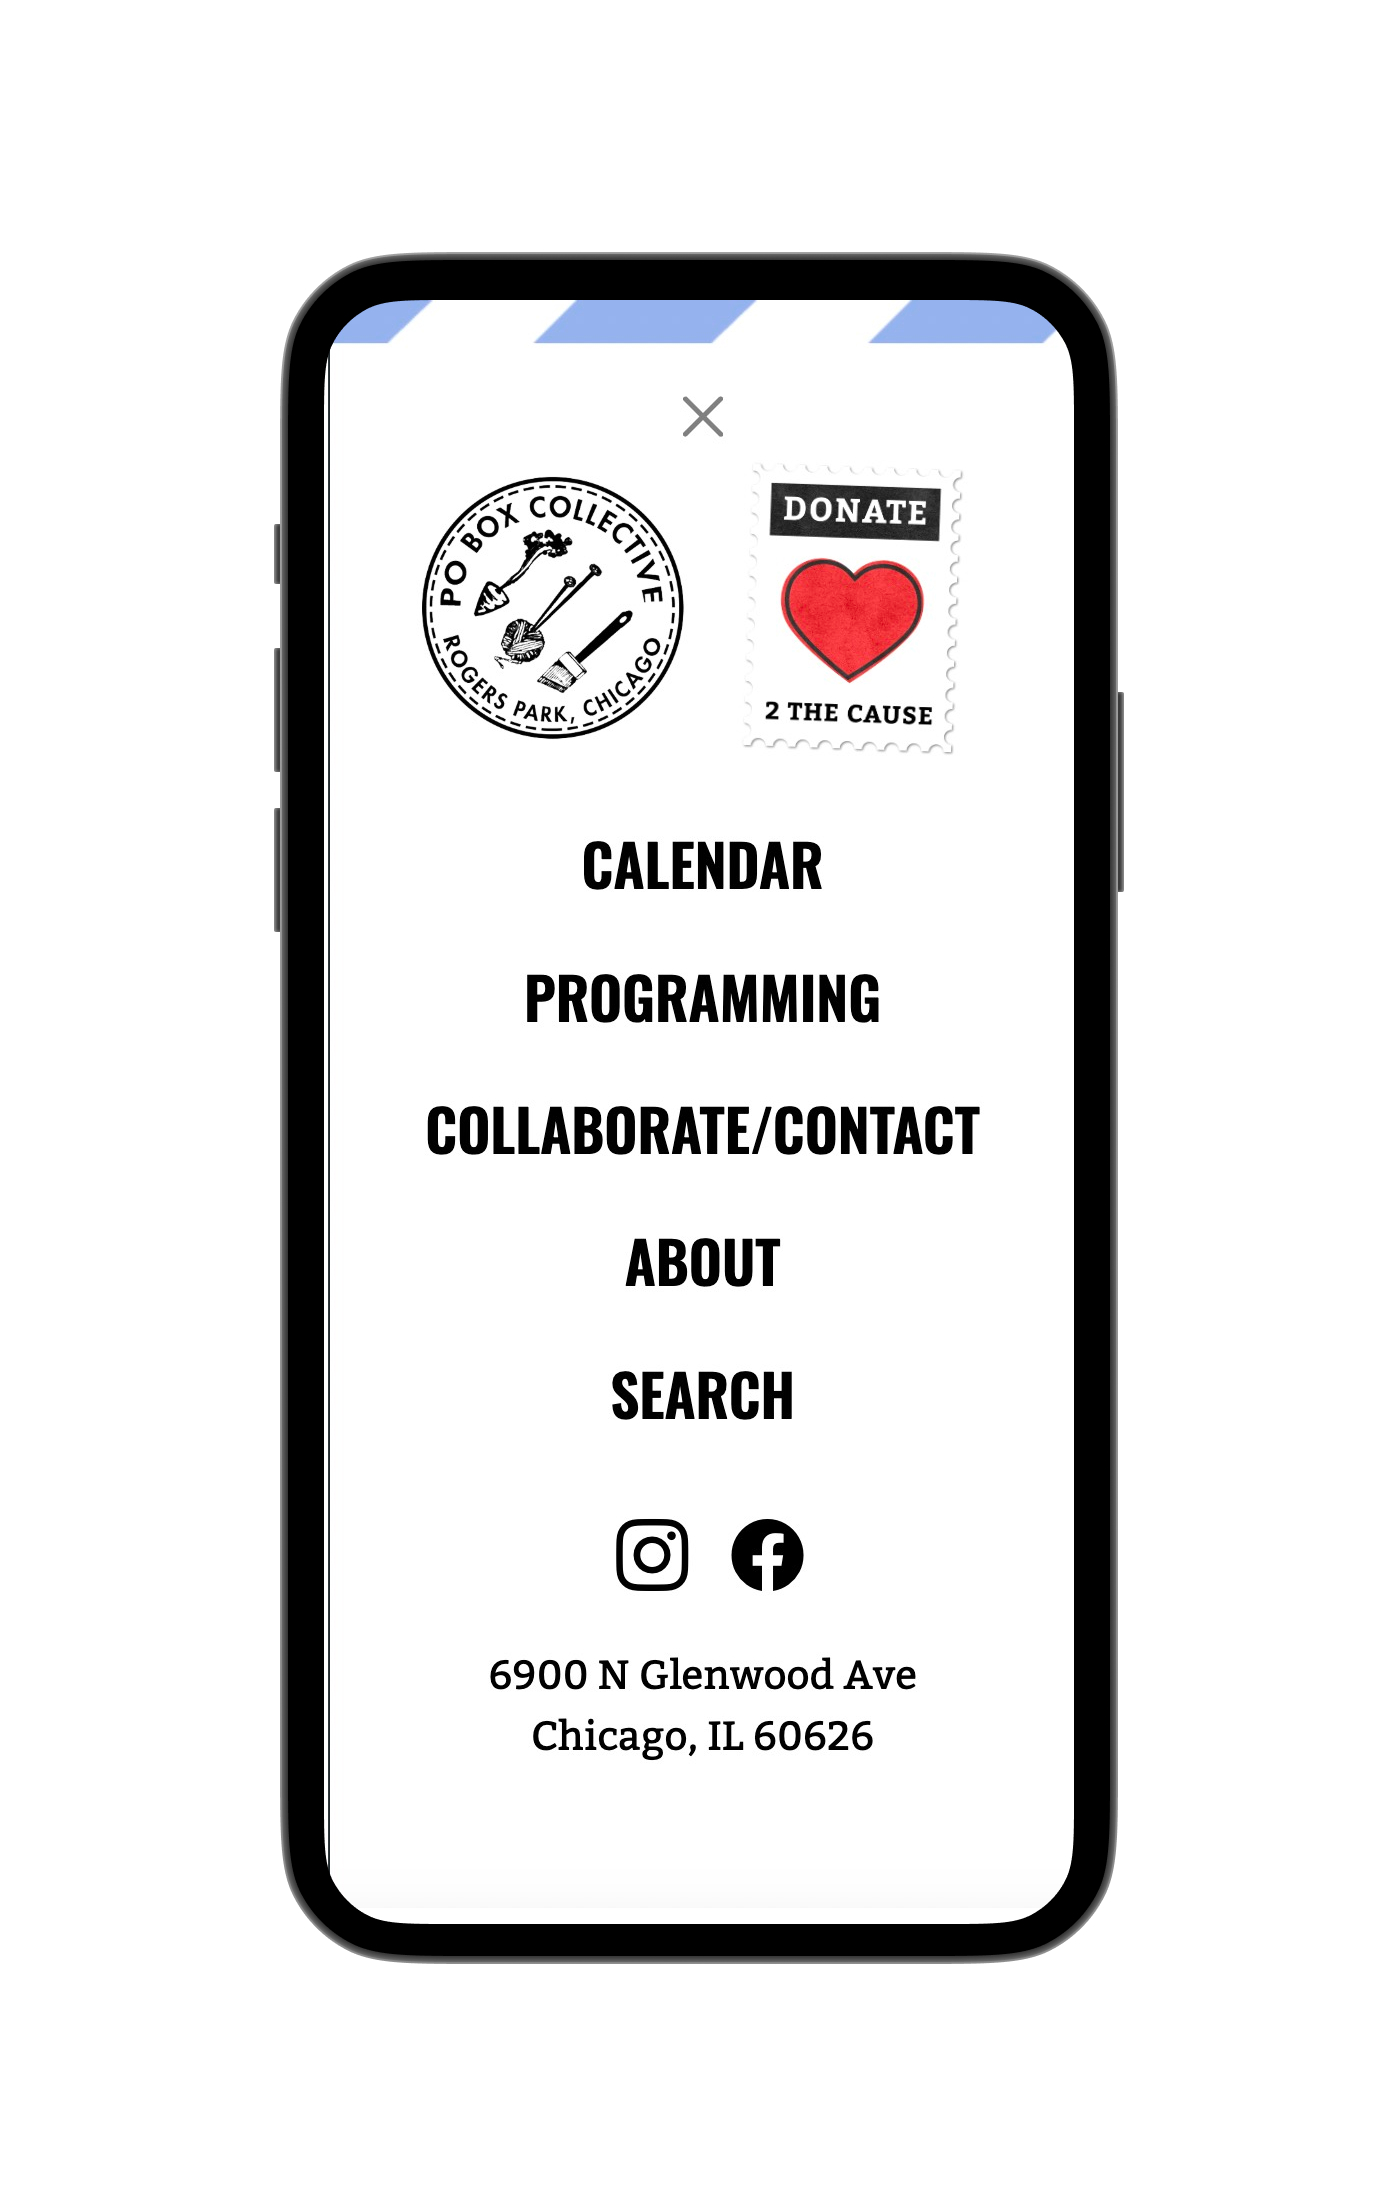 PO BOX COLLECTIVE
ROGERS PARK, CHICAGO
DONATE
2 THE CAUSE
CALENDAR
PROGRAMMING
COLLABORATE/CONTACT
ABOUT
SEARCH
6900 N Glenwood Ave
Chicago, IL 60626